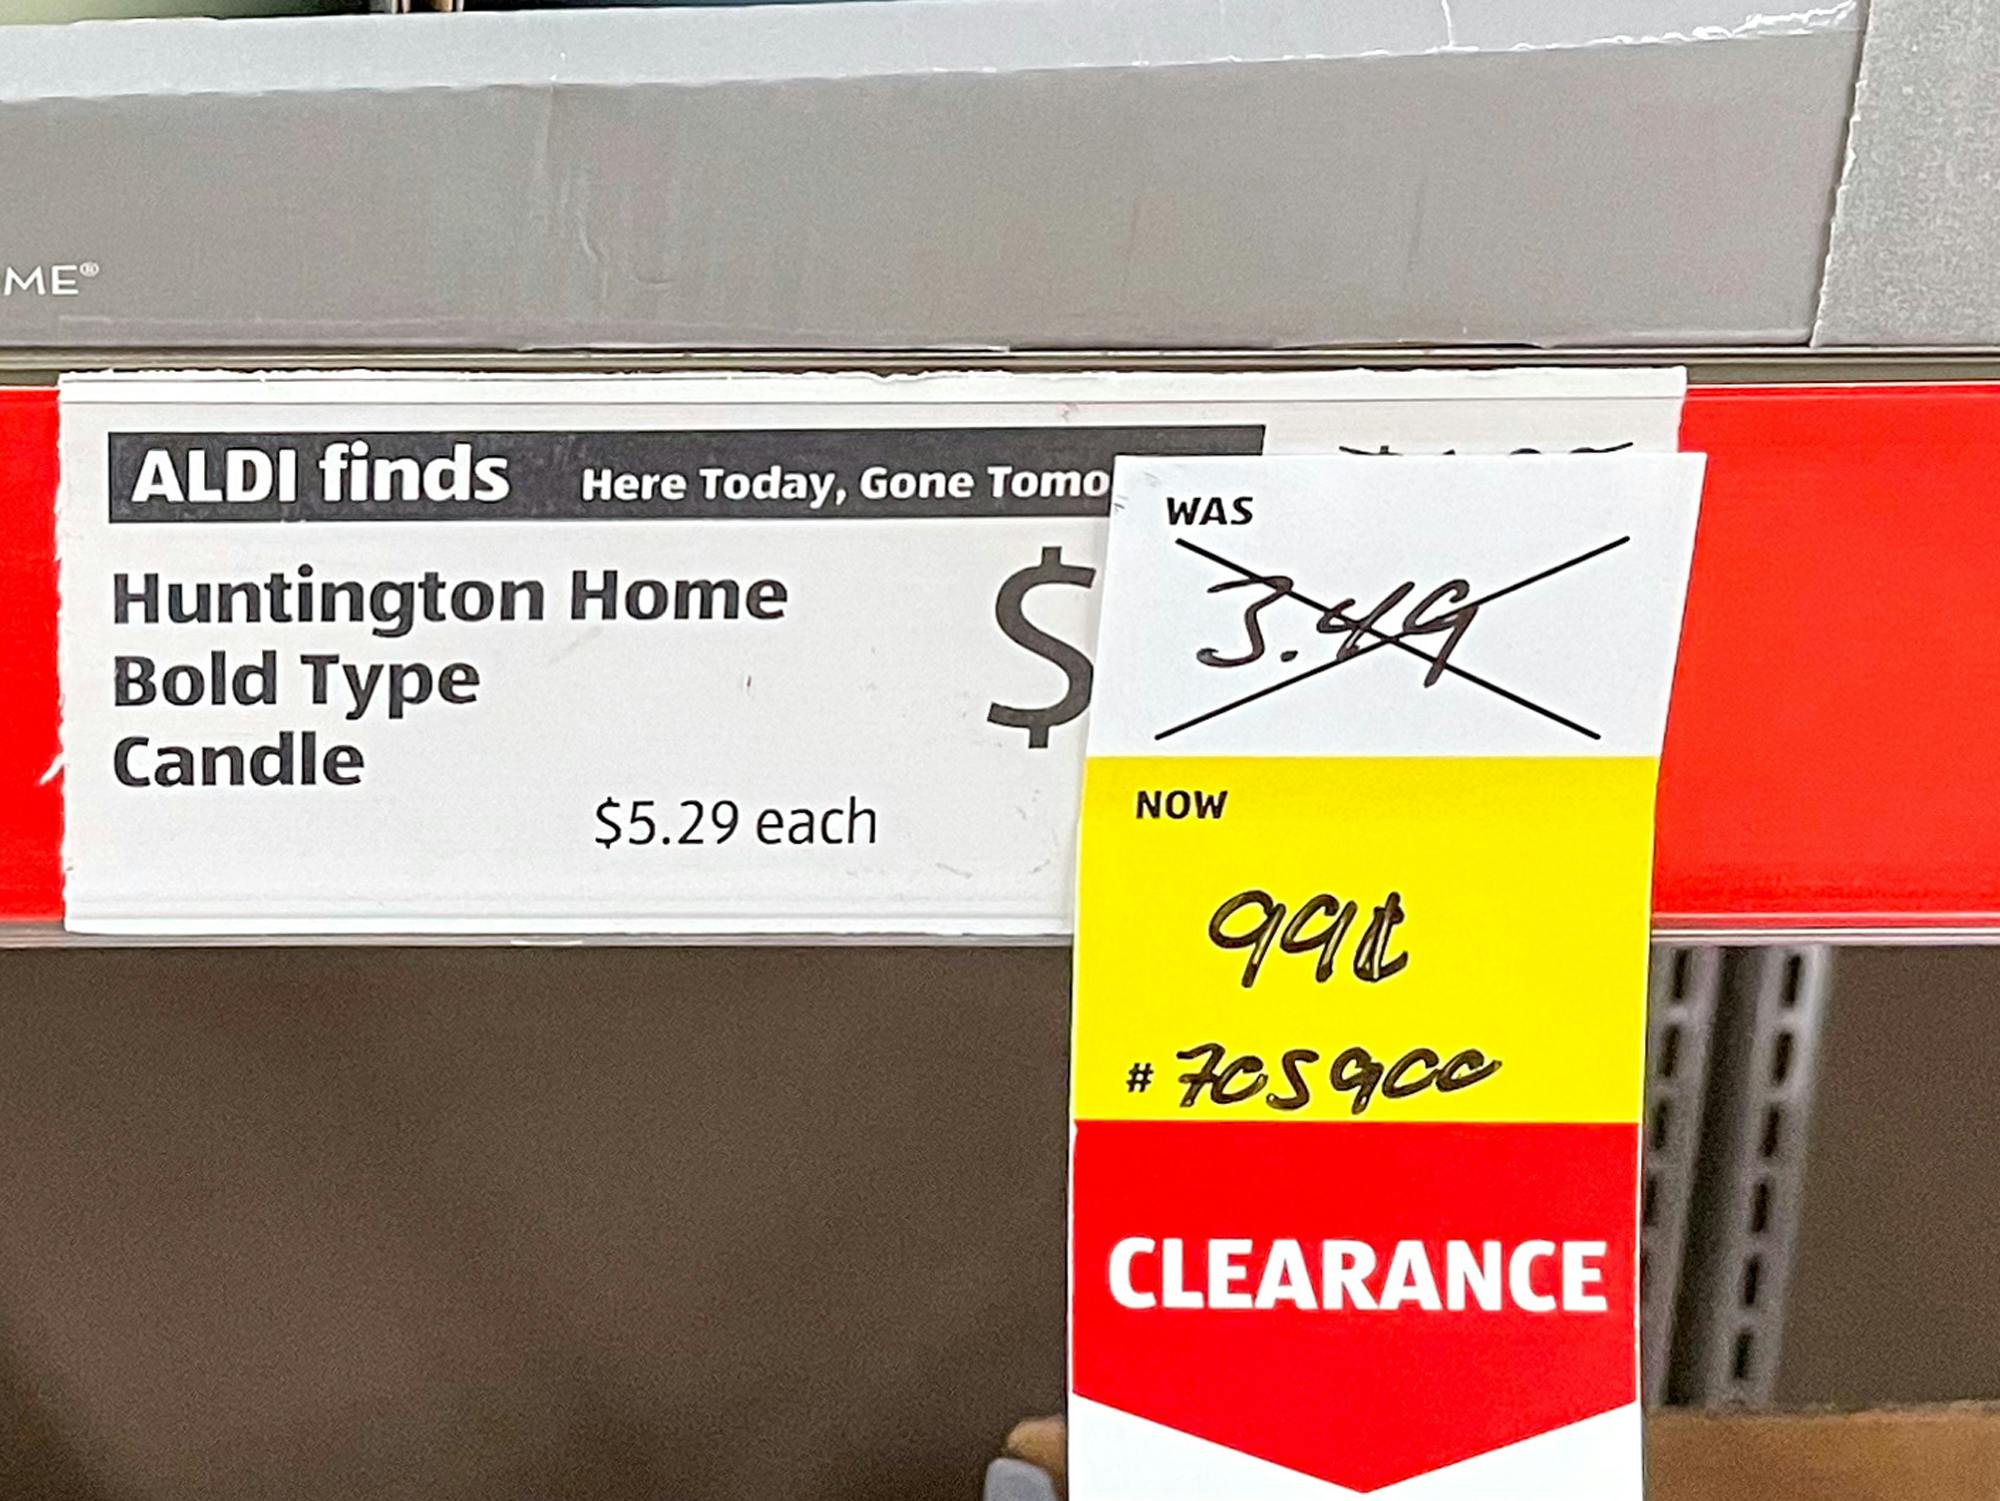 ME®
ALDI finds Here Today, Gone Tomo
Huntington Home
Bold Type
Candle
$
$5.29 each
WAS
3.49
NOW
99¢
# 705900
CLEARANCE